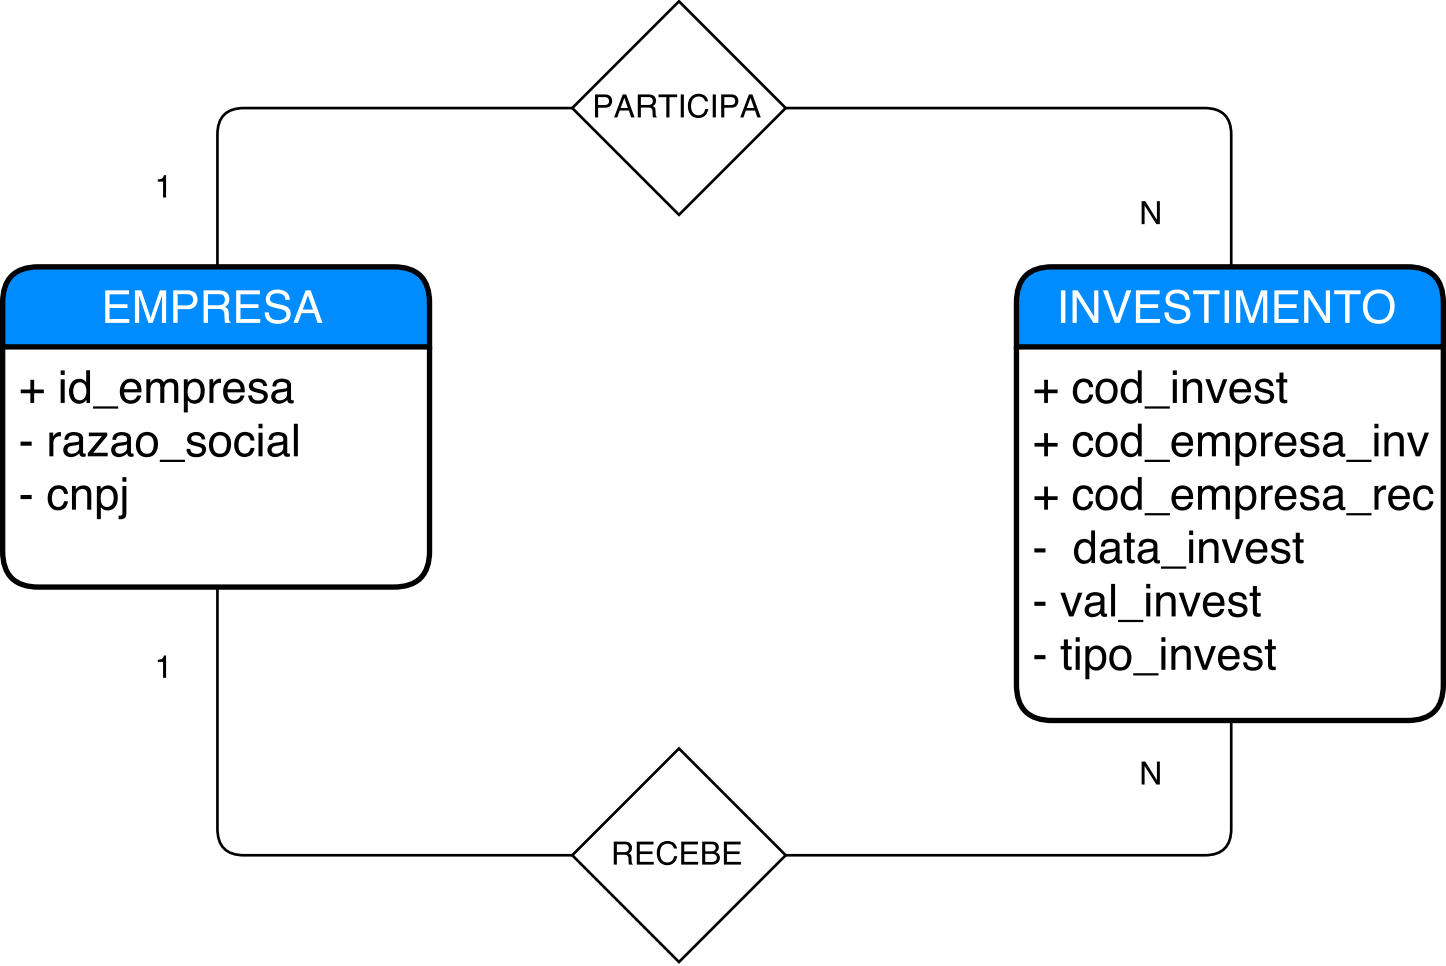 PARTICIPA
1
N
EMPRESA
+ id_empresa
- razao_social
- cnpj
INVESTIMENTO
+ cod_invest
+ cod_empresa_inv
+ cod_empresa_rec
-  data_invest
- val_invest
- tipo_invest
1
N
RECEBE